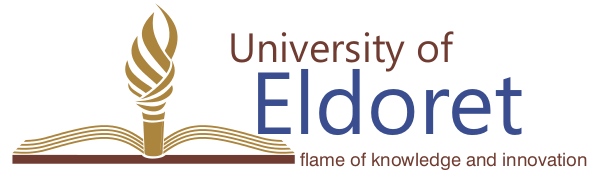 University of
Eldoret
flame of knowledge and innovation